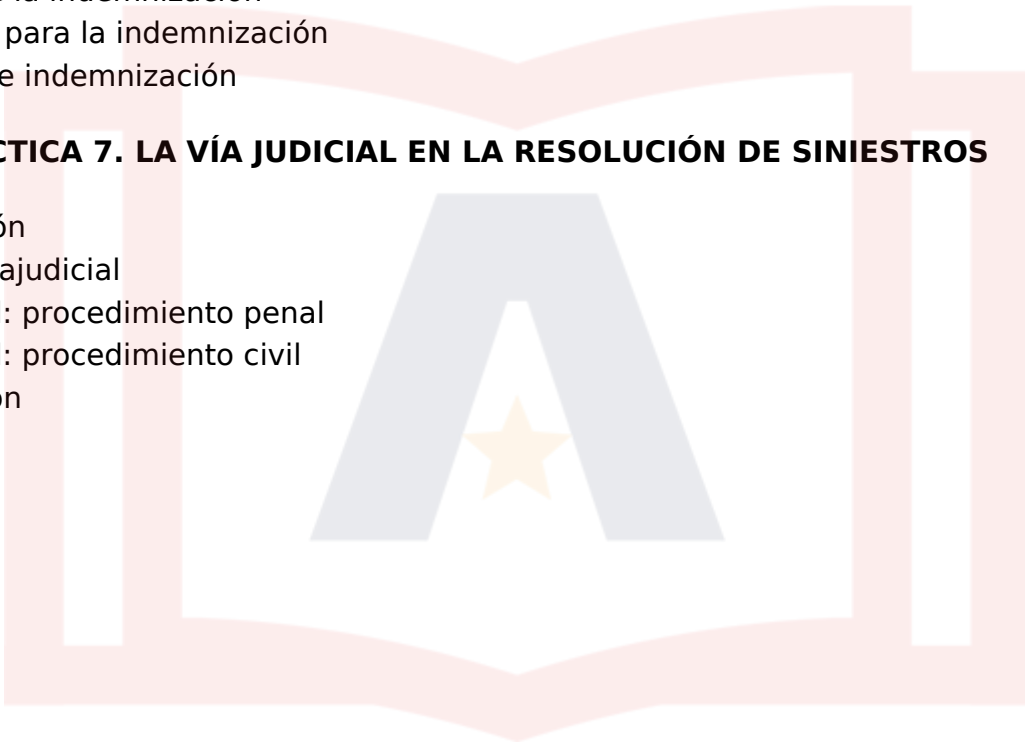 la indemnización
para la indemnización
e indemnización
CTICA 7. LA VÍA JUDICIAL EN LA RESOLUCIÓN DE SINIESTROS
ón
ajudicial
: procedimiento penal
: procedimiento civil
ón